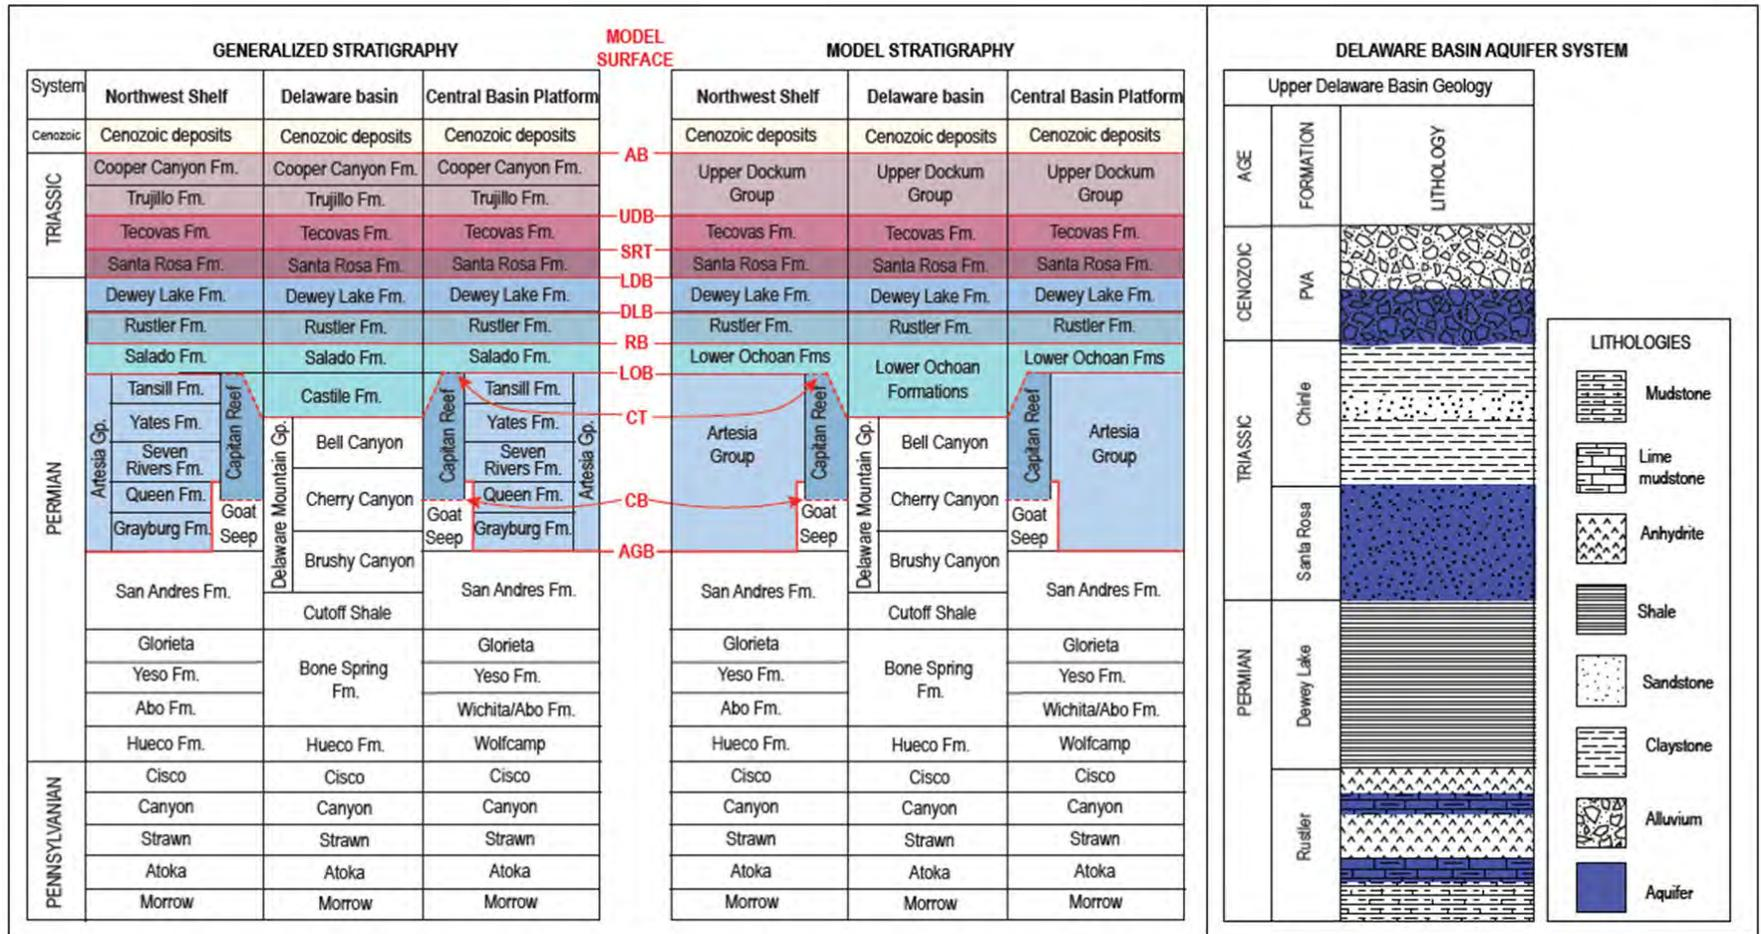 GENERALIZED STRATIGRAPHY
System
Northwest Shelf
Delaware basin
Central Basin Platform
Cenozoic
Cenozoic deposits
Cenozoic deposits
Cenozoic deposits
TRIASSIC
Cooper Canyon Fm.
Cooper Canyon Fm.
Cooper Canyon Fm.
Trujillo Fm.
Trujillo Fm.
Trujillo Fm.
Tecovas Fm.
Tecovas Fm.
Tecovas Fm.
Santa Rosa Fm.
Santa Rosa Fm.
Santa Rosa Fm.
PERMIAN
Dewey Lake Fm.
Dewey Lake Fm.
Dewey Lake Fm.
Rustler Fm.
Rustler Fm.
Rustler Fm.
Salado Fm.
Salado Fm.
Salado Fm.
Artesia Gp.
Tansill Fm.
Yates Fm.
Seven
Rivers Fm.
Queen Fm.
Grayburg Fm.
Capitan Reef
Goat
Seep
Castile Fm.
Delaware Mountain Gp.
Bell Canyon
Cherry Canyon
Brushy Canyon
Capitan Reef
Goat
Seep
Tansill Fm.
Yates Fm.
Seven
Rivers Fm.
Queen Fm.
Grayburg Fm.
Artesia Gp.
San Andres Fm.
Cutoff Shale
San Andres Fm.
Glorieta
Bone Spring
Fm.
Glorieta
Yeso Fm.
Yeso Fm.
Abo Fm.
Wichita/Abo Fm.
Hueco Fm.
Hueco Fm.
Wolfcamp
PENNSYLVANIAN
Cisco
Cisco
Cisco
Canyon
Canyon
Canyon
Strawn
Strawn
Strawn
Atoka
Atoka
Atoka
Morrow
Morrow
Morrow
MODEL
SURFACE
AB
UDB
SRT
LDB
DLB
RB
LOB
CT
CB
AGB
MODEL STRATIGRAPHY
Northwest Shelf
Delaware basin
Central Basin Platform
Cenozoic deposits
Cenozoic deposits
Cenozoic deposits
Upper Dockum
Group
Upper Dockum
Group
Upper Dockum
Group
Tecovas Fm.
Tecovas Fm.
Tecovas Fm.
Santa Rosa Fm.
Santa Rosa Fm.
Santa Rosa Fm.
Dewey Lake Fm.
Dewey Lake Fm.
Dewey Lake Fm.
Rustler Fm.
Rustler Fm.
Rustler Fm.
Lower Ochoan Fms
Lower Ochoan
Formations
Lower Ochoan Fms
Artesia
Group
Capitan Reef
Goat
Seep
Delaware Mountain Gp.
Bell Canyon
Cherry Canyon
Brushy Canyon
Capitan Reef
Goat
Seep
Artesia
Group
San Andres Fm.
Cutoff Shale
San Andres Fm.
Glorieta
Bone Spring
Fm.
Glorieta
Yeso Fm.
Yeso Fm.
Abo Fm.
Wichita/Abo Fm.
Hueco Fm.
Hueco Fm.
Wolfcamp
Cisco
Cisco
Cisco
Canyon
Canyon
Canyon
Strawn
Strawn
Strawn
Atoka
Atoka
Atoka
Morrow
Morrow
Morrow
DELAWARE BASIN AQUIFER SYSTEM
Upper Delaware Basin Geology
AGE
FORMATION
LITHOLOGY
CENOZOIC
PVA
TRIASSIC
Chinle
Santa Rosa
PERMIAN
Dewey Lake
Rustler
LITHOLOGIES
Mudstone
Lime
mudstone
Anhydrite
Shale
Sandstone
Claystone
Alluvium
Aquifer